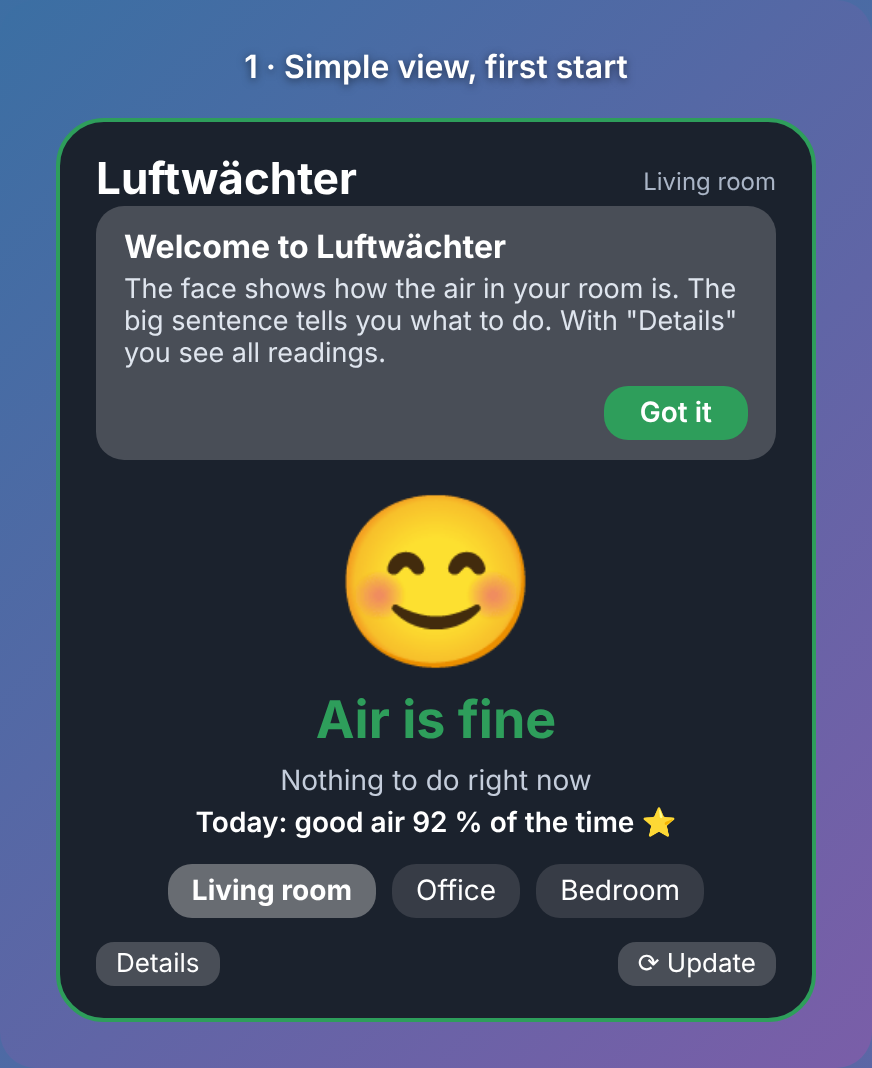 1 · Simple view, first start
Luftwächter
Living room
Welcome to Luftwächter
The face shows how the air in your room is. The
big sentence tells you what to do. With "Details"
you see all readings.
Got it
Air is fine
Nothing to do right now
Today: good air 92 % of the time ⭐
Living room
Office
Bedroom
Details
⟳ Update